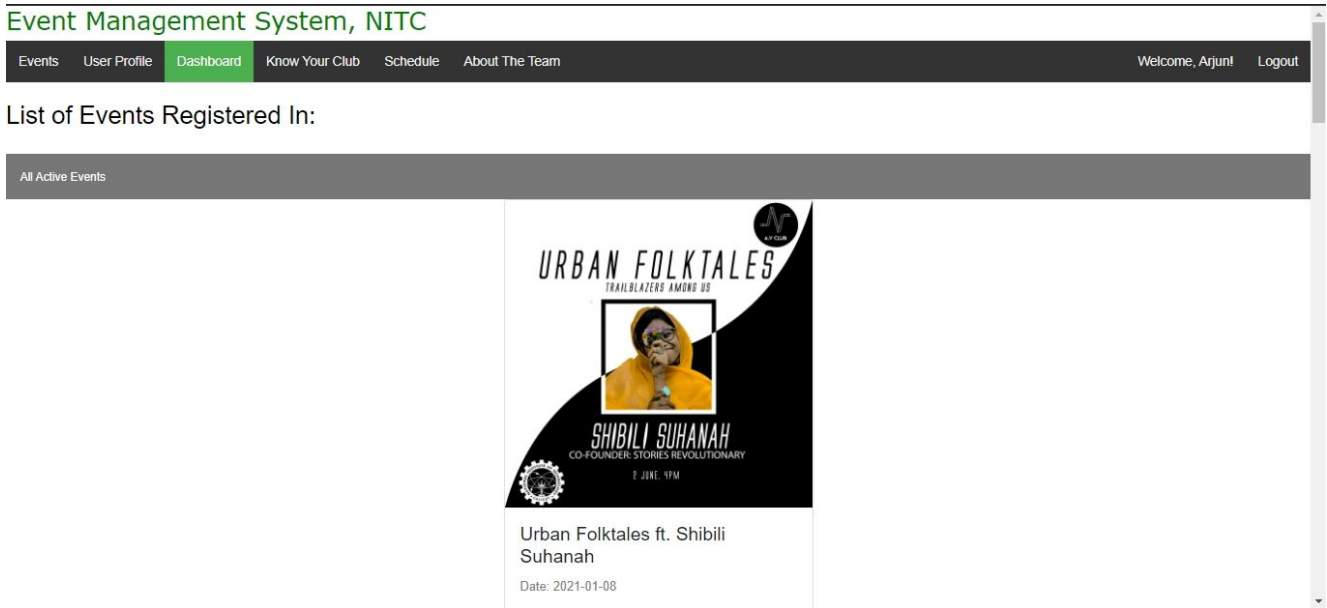 Event Management System, NITC
Events User Profile Dashboard Know Your Club Schedule About The Team Welcome, Arjun! Logout
List of Events Registered In:
All Active Events
A.V CLUB
URBAN FOLKTALES
TRAILBLAZERS AMONG US
SHIBILI SUHANAH
CO-FOUNDER: STORIES REVOLUTIONARY
2 JUNE, 4PM
Urban Folktales ft. Shibili
Suhanah
Date: 2021-01-08